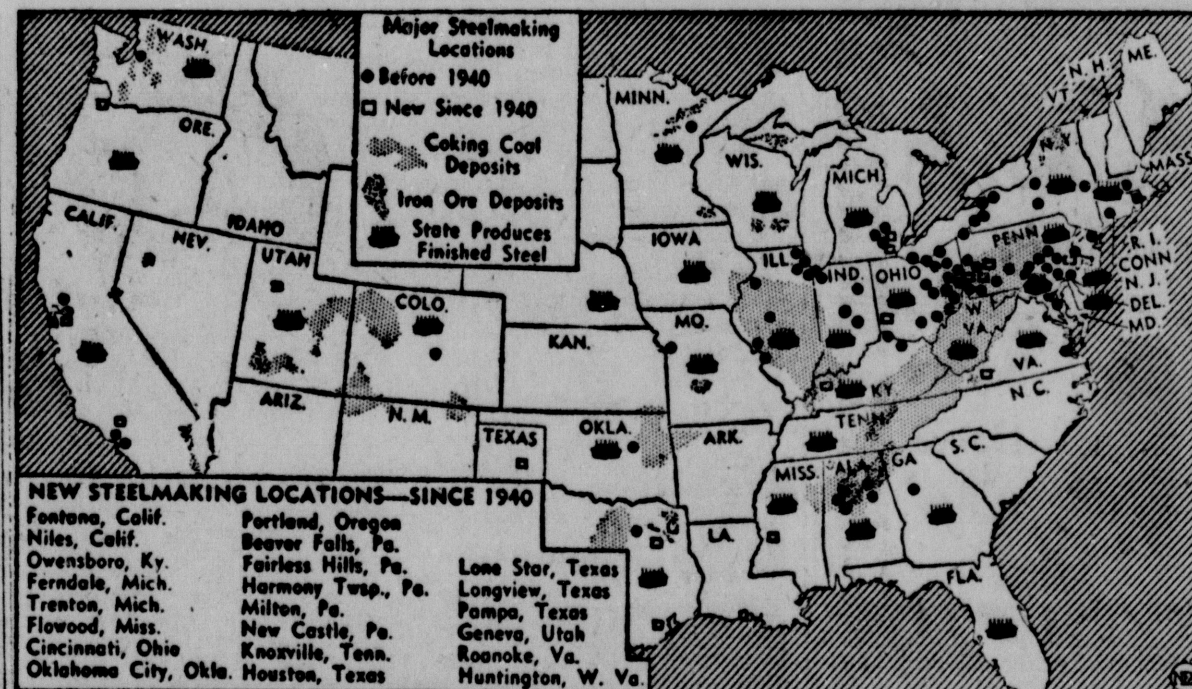 Major Steelmaking
Locations
Before 1940
New Since 1940
Coking Coal
Deposits
Iron Ore Deposits
State Produces
Finished Steel
WASH.
ORE.
IDAHO
CALIF.
NEV.
UTAH
COLO.
ARIZ.
N. M.
TEXAS
KAN.
OKLA.
MINN.
IOWA
MO.
ARK.
LA.
WIS.
MICH
ILL
IND.
OHIO
KY
TENN.
MISS.
ALA.
GA
FLA.
S. C.
N. C.
VA.
W.
VA.
PENN
N.Y.
VT.
N. H.
ME.
MASS
R. I.
CONN
N. J.
DEL.
MD.
NEW STEELMAKING LOCATIONS—SINCE 1940
Fontana, Calif.
Niles, Calif.
Owensboro, Ky.
Ferndale, Mich.
Trenton, Mich.
Flowood, Miss.
Cincinnati, Ohio
Oklahoma City, Okla.
Portland, Oregon
Beaver Falls, Pa.
Fairless Hills, Pa.
Harmony Twsp., Pa.
Milton, Pa.
New Castle, Pa.
Knoxville, Tenn.
Houston, Texas
Lone Star, Texas
Longview, Texas
Pampa, Texas
Geneva, Utah
Roanoke, Va.
Huntington, W. Va.